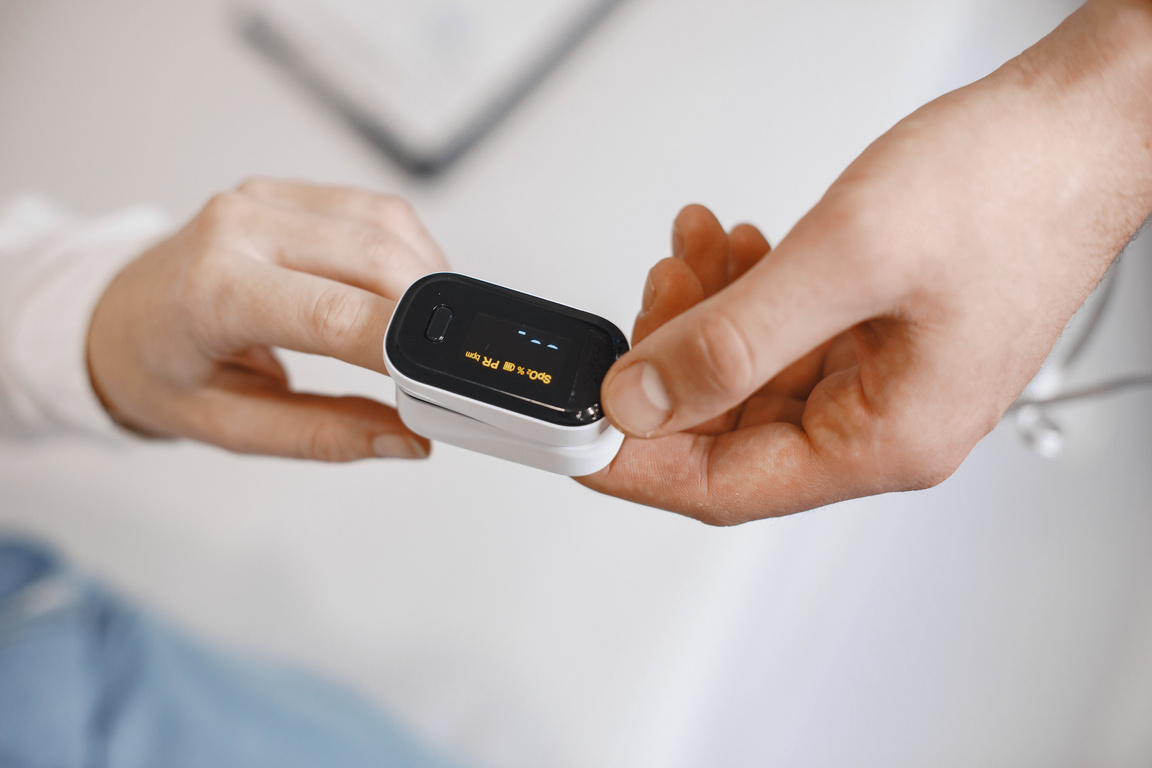 SpO₂ % PR bpm
- - -